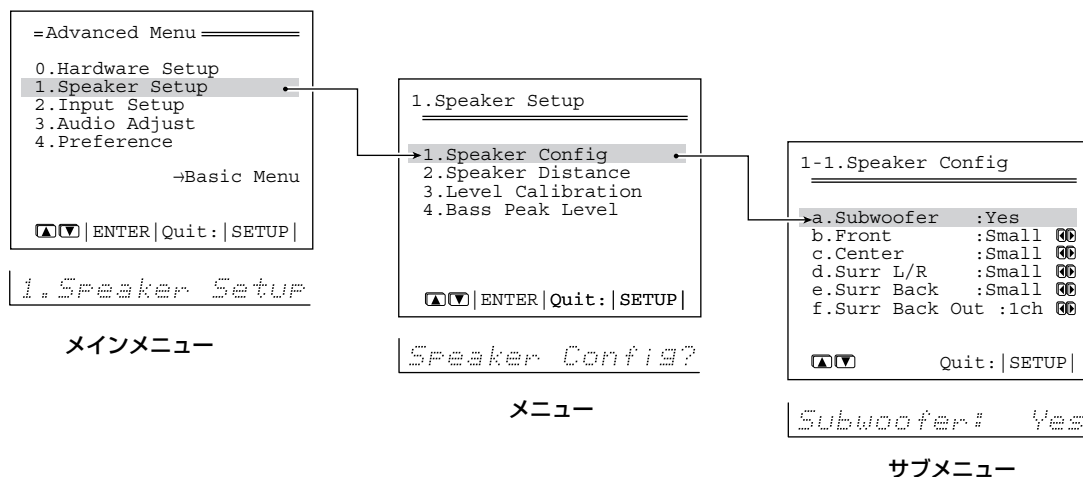 =Advanced Menu
0.Hardware Setup
1.Speaker Setup
2.Input Setup
3.Audio Adjust
4.Preference
→Basic Menu
▲▼|ENTER|Quit:|SETUP|
1.Speaker Setup
メインメニュー
1.Speaker Setup
1.Speaker Config
2.Speaker Distance
3.Level Calibration
4.Bass Peak Level
▲▼|ENTER|Quit:|SETUP|
Speaker Config?
メニュー
1-1.Speaker Config
a.Subwoofer :Yes
b.Front :Small ◀▶
c.Center :Small ◀▶
d.Surr L/R :Small ◀▶
e.Surr Back :Small ◀▶
f.Surr Back Out :1ch ◀▶
▲▼ Quit:|SETUP|
Subwoofer: Yes
サブメニュー